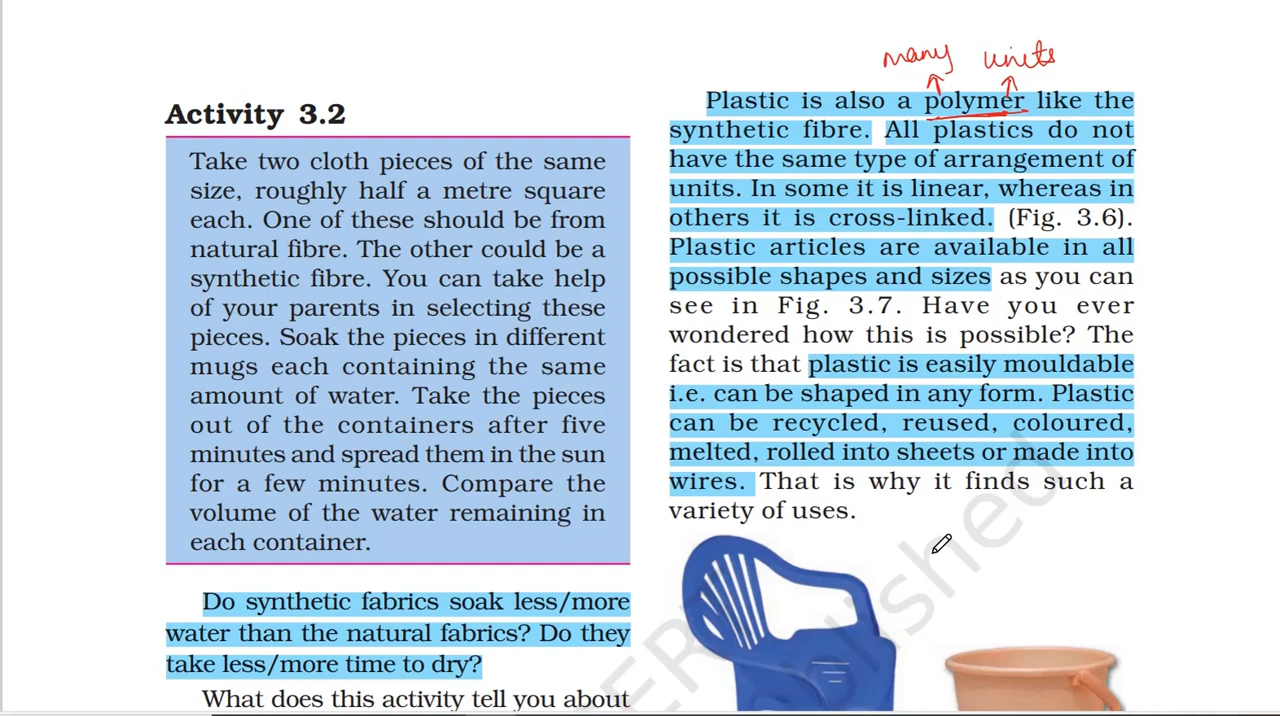 Activity 3.2
Take two cloth pieces of the same
size, roughly half a metre square
each. One of these should be from
natural fibre. The other could be a
synthetic fibre. You can take help
of your parents in selecting these
pieces. Soak the pieces in different
mugs each containing the same
amount of water. Take the pieces
out of the containers after five
minutes and spread them in the sun
for a few minutes. Compare the
volume of the water remaining in
each container.
Do synthetic fabrics soak less/more
water than the natural fabrics? Do they
take less/more time to dry?
What does this activity tell you about
many units
Plastic is also a polymer like the
synthetic fibre. All plastics do not
have the same type of arrangement of
units. In some it is linear, whereas in
others it is cross-linked. (Fig. 3.6).
Plastic articles are available in all
possible shapes and sizes as you can
see in Fig. 3.7. Have you ever
wondered how this is possible? The
fact is that plastic is easily mouldable
i.e. can be shaped in any form. Plastic
can be recycled, reused, coloured,
melted, rolled into sheets or made into
wires. That is why it finds such a
variety of uses.